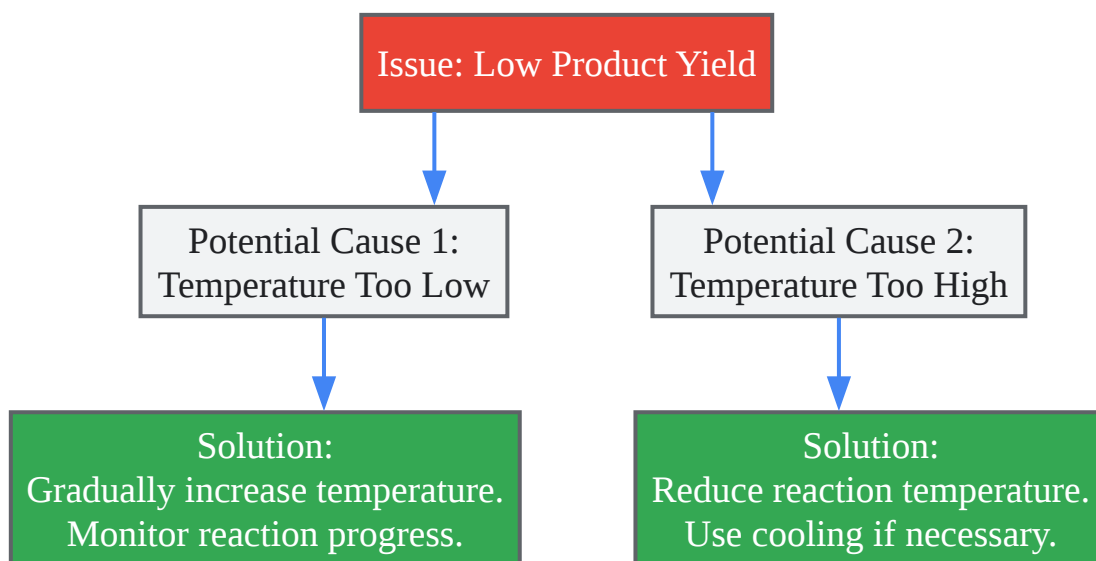 Issue: Low Product Yield
Potential Cause 1:
Temperature Too Low
Potential Cause 2:
Temperature Too High
Solution:
Gradually increase temperature.
Monitor reaction progress.
Solution:
Reduce reaction temperature.
Use cooling if necessary.